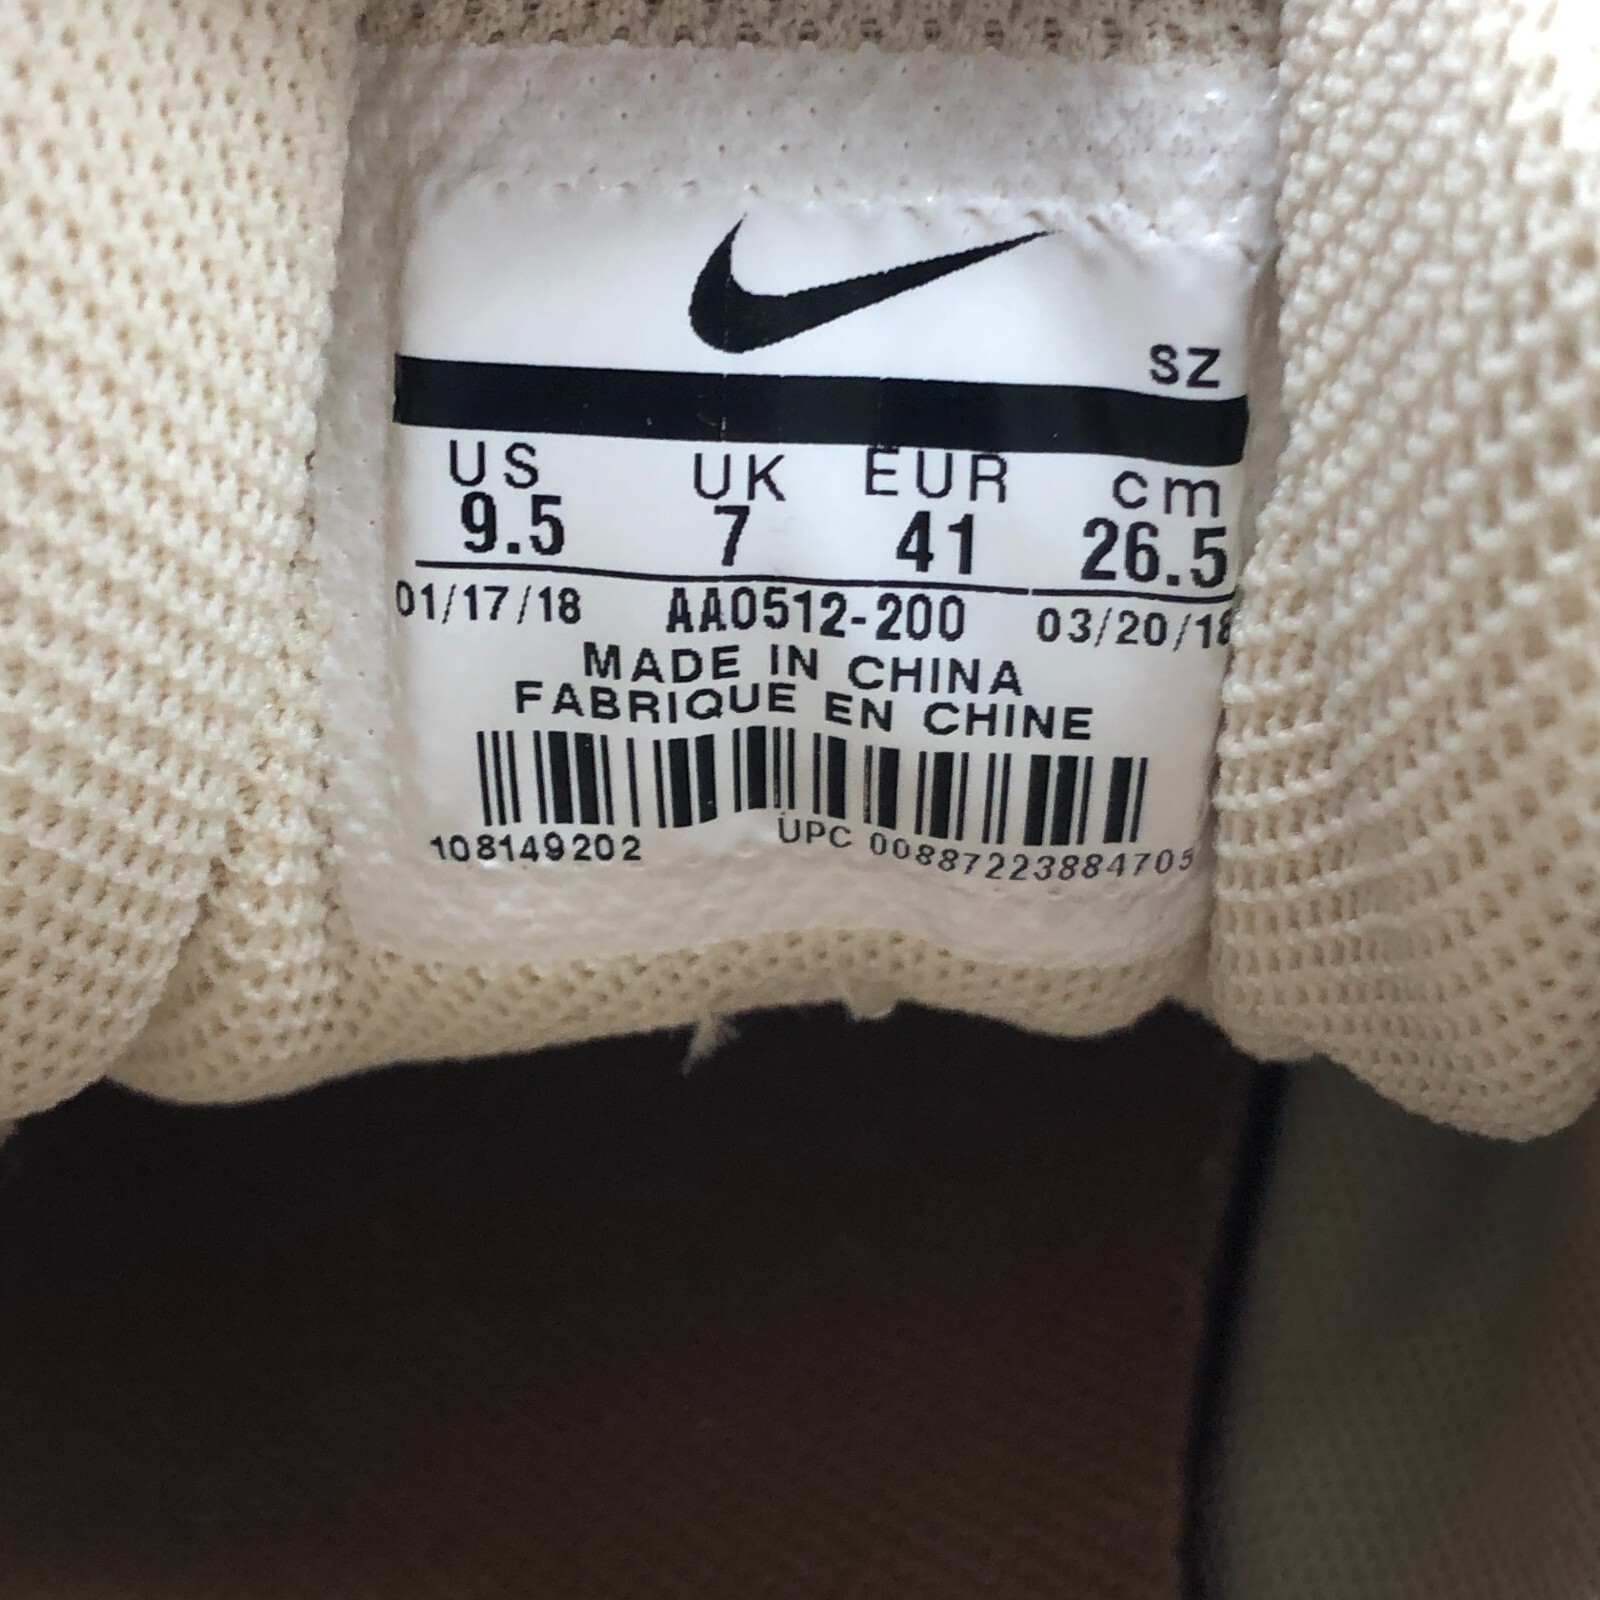 SZ
US UK EUR cm
9.5 7 41 26.5
01/17/18 AA0512-200 03/20/18
MADE IN CHINA
FABRIQUE EN CHINE
108149202 UPC 00887223884705